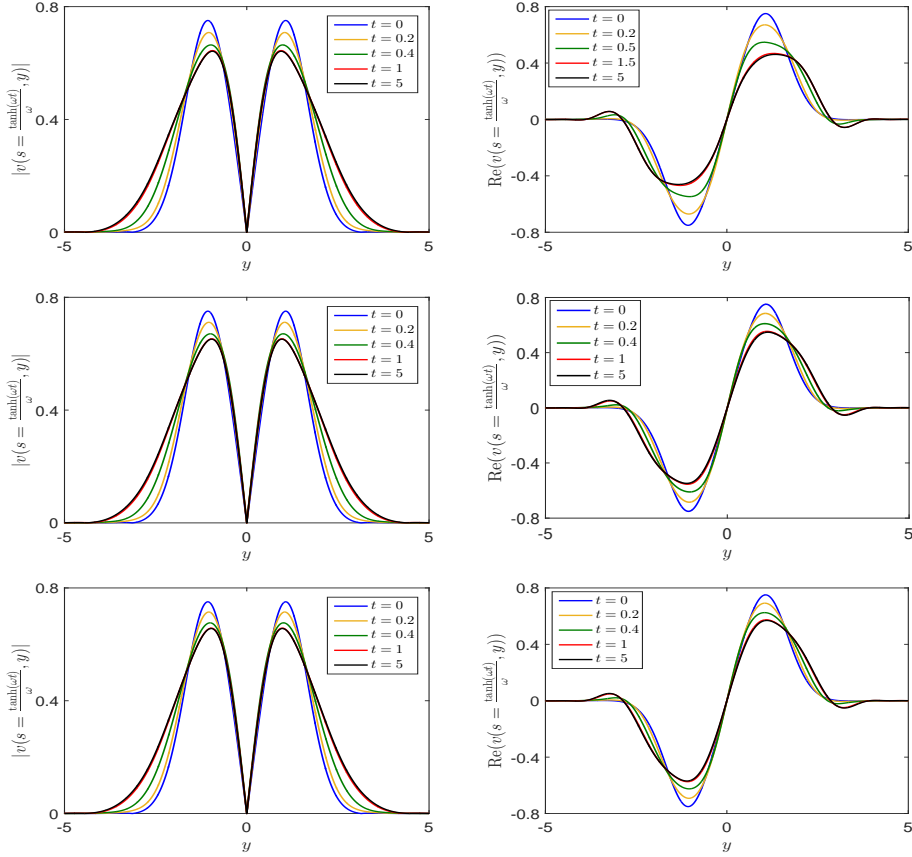 0.8
0.4
0
-5
0
5
y
|v(s = tanh(ωt)/ω, y)|
t = 0
t = 0.2
t = 0.4
t = 1
t = 5
0.8
0.4
0
-0.4
-0.8
-5
0
5
y
Re(v(s = tanh(ωt)/ω, y))
t = 0
t = 0.2
t = 0.5
t = 1.5
t = 5
0.8
0.4
0
-5
0
5
y
|v(s = tanh(ωt)/ω, y)|
t = 0
t = 0.2
t = 0.4
t = 1
t = 5
0.8
0.4
0
-0.4
-0.8
-5
0
5
y
Re(v(s = tanh(ωt)/ω, y))
t = 0
t = 0.2
t = 0.4
t = 1
t = 5
0.8
0.4
0
-5
0
5
y
|v(s = tanh(ωt)/ω, y)|
t = 0
t = 0.2
t = 0.4
t = 1
t = 5
0.8
0.4
0
-0.4
-0.8
-5
0
5
y
Re(v(s = tanh(ωt)/ω, y))
t = 0
t = 0.2
t = 0.4
t = 1
t = 5